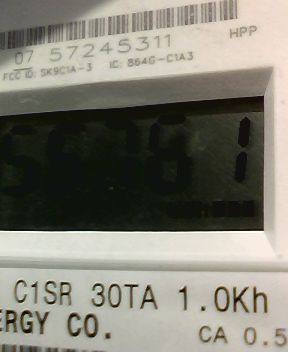 07 57245311
HPP
FCC ID: SK9C1A-3 IC: 864G-C1A3
56361
C1SR 30TA 1.0Kh
ERGY CO.
CA 0.5